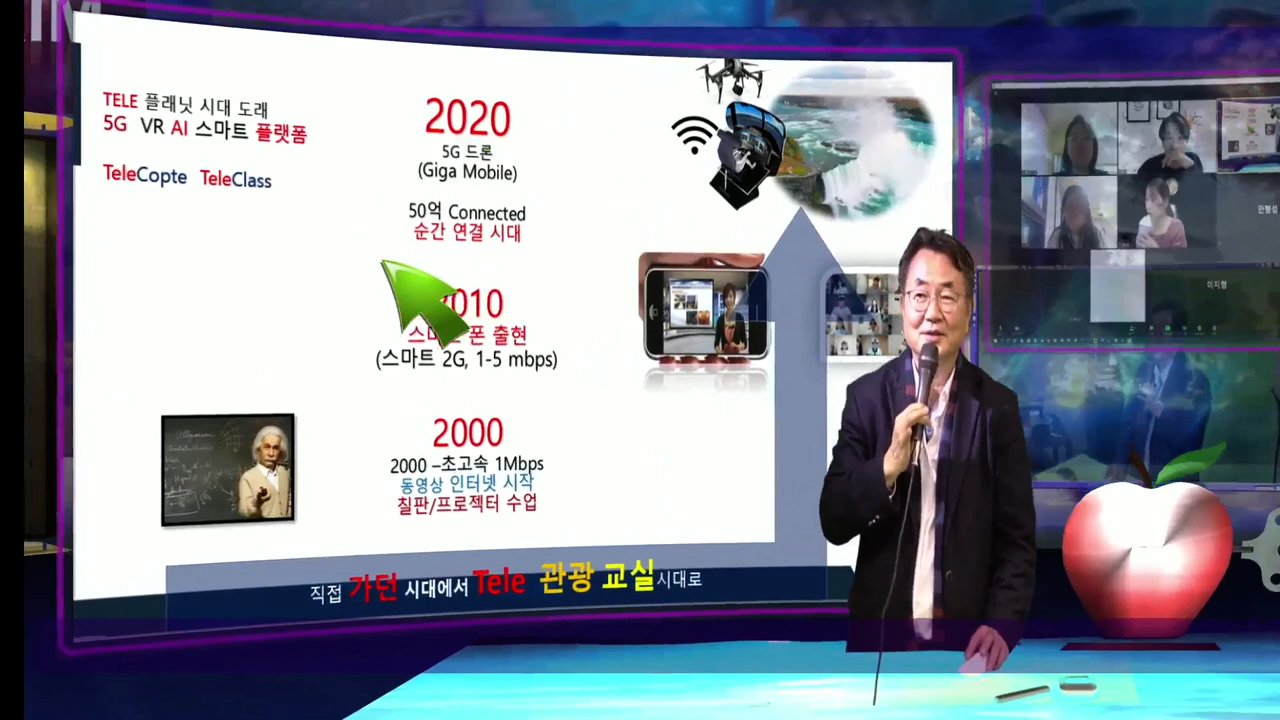 TELE 플래닛 시대 도래
5G VR AI 스마트 플랫폼
TeleCopte TeleClass
2020
5G 드론
(Giga Mobile)
50억 Connected
순간 연결 시대
폰 출현
(스마트 2G, 1-5 mbps)
2000
2000 –초고속 1Mbps
동영상 인터넷 시작
칠판/프로젝터 수업
직접 가던 시대에서 Tele 관광 교실시대로
이지형